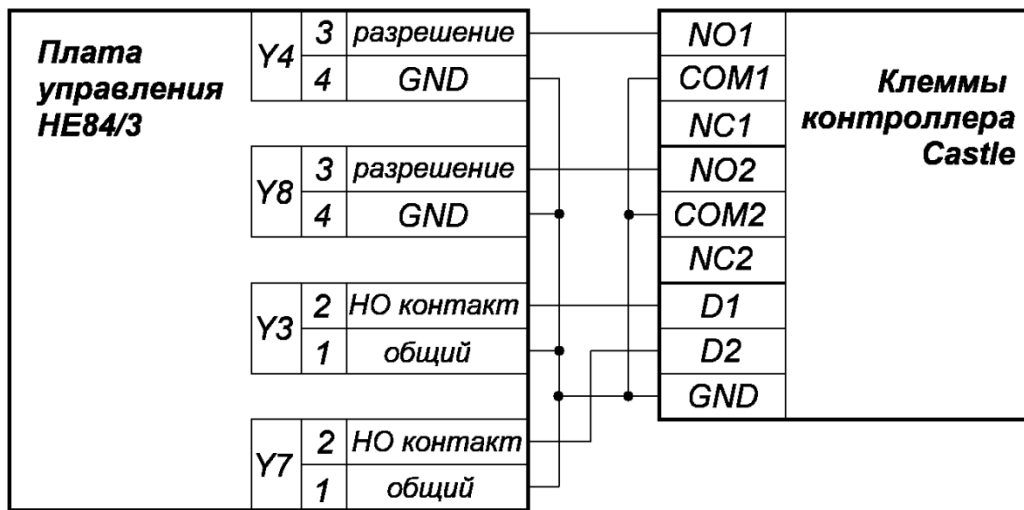 Плата
управления
НЕ84/3
Y4 3 разрешение
4 GND
Y8 3 разрешение
4 GND
Y3 2 НО контакт
1 общий
Y7 2 НО контакт
1 общий
NO1
COM1
NC1
NO2
COM2
NC2
D1
D2
GND
Клеммы
контроллера
Castle